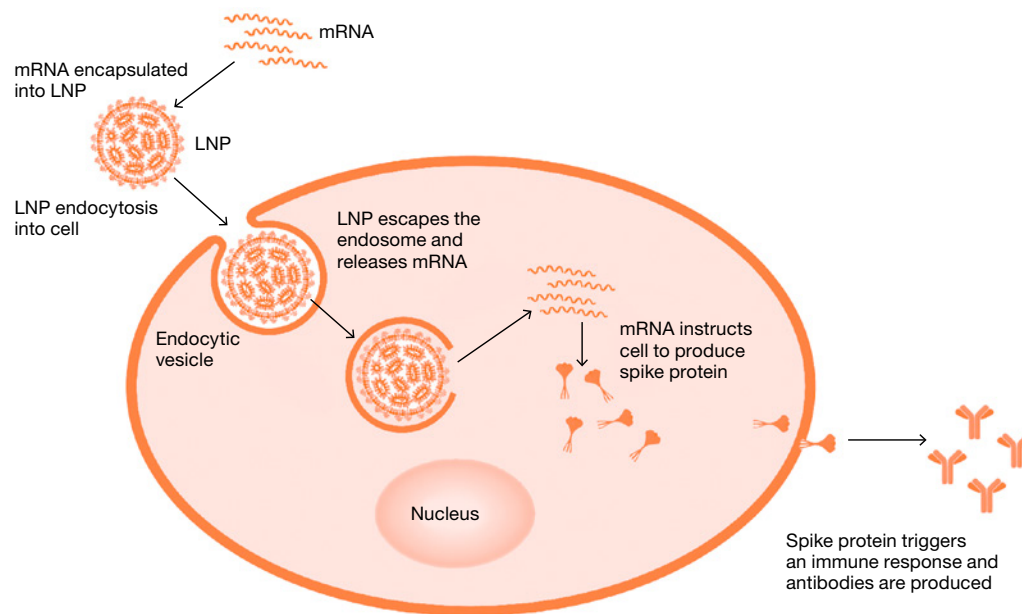 mRNA
mRNA encapsulated
into LNP
LNP
LNP endocytosis
into cell
LNP escapes the
endosome and
releases mRNA
Endocytic
vesicle
mRNA instructs
cell to produce
spike protein
Nucleus
Spike protein triggers
an immune response and
antibodies are produced